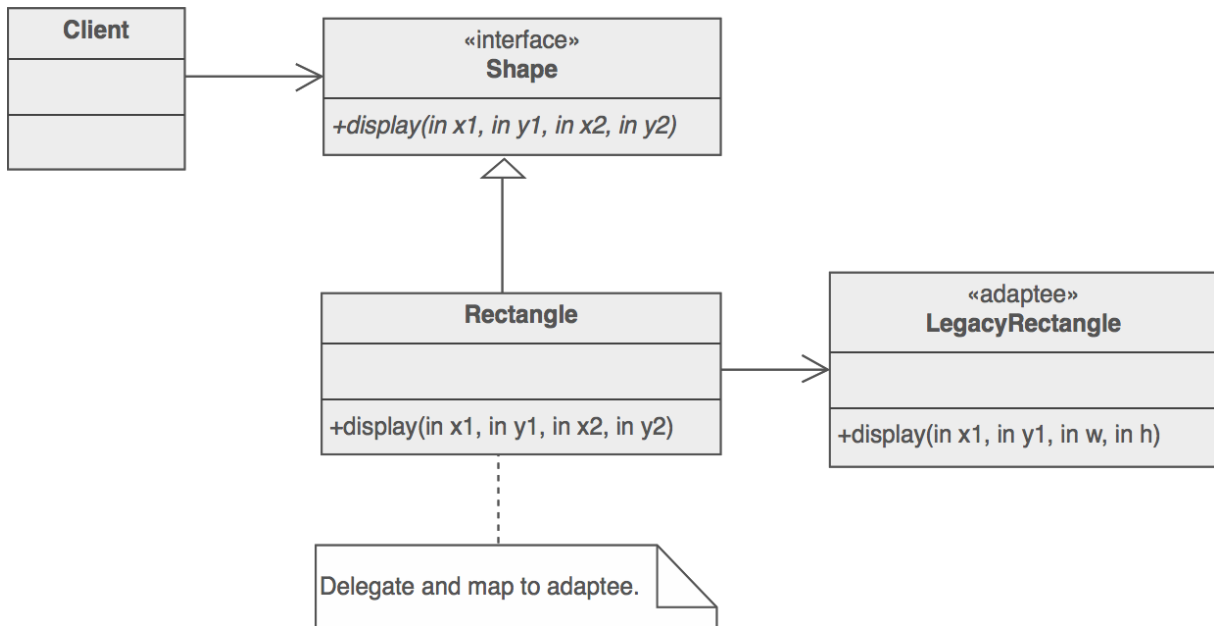 Client
«interface»
Shape
+display(in x1, in y1, in x2, in y2)
Rectangle
+display(in x1, in y1, in x2, in y2)
«adaptee»
LegacyRectangle
+display(in x1, in y1, in w, in h)
Delegate and map to adaptee.